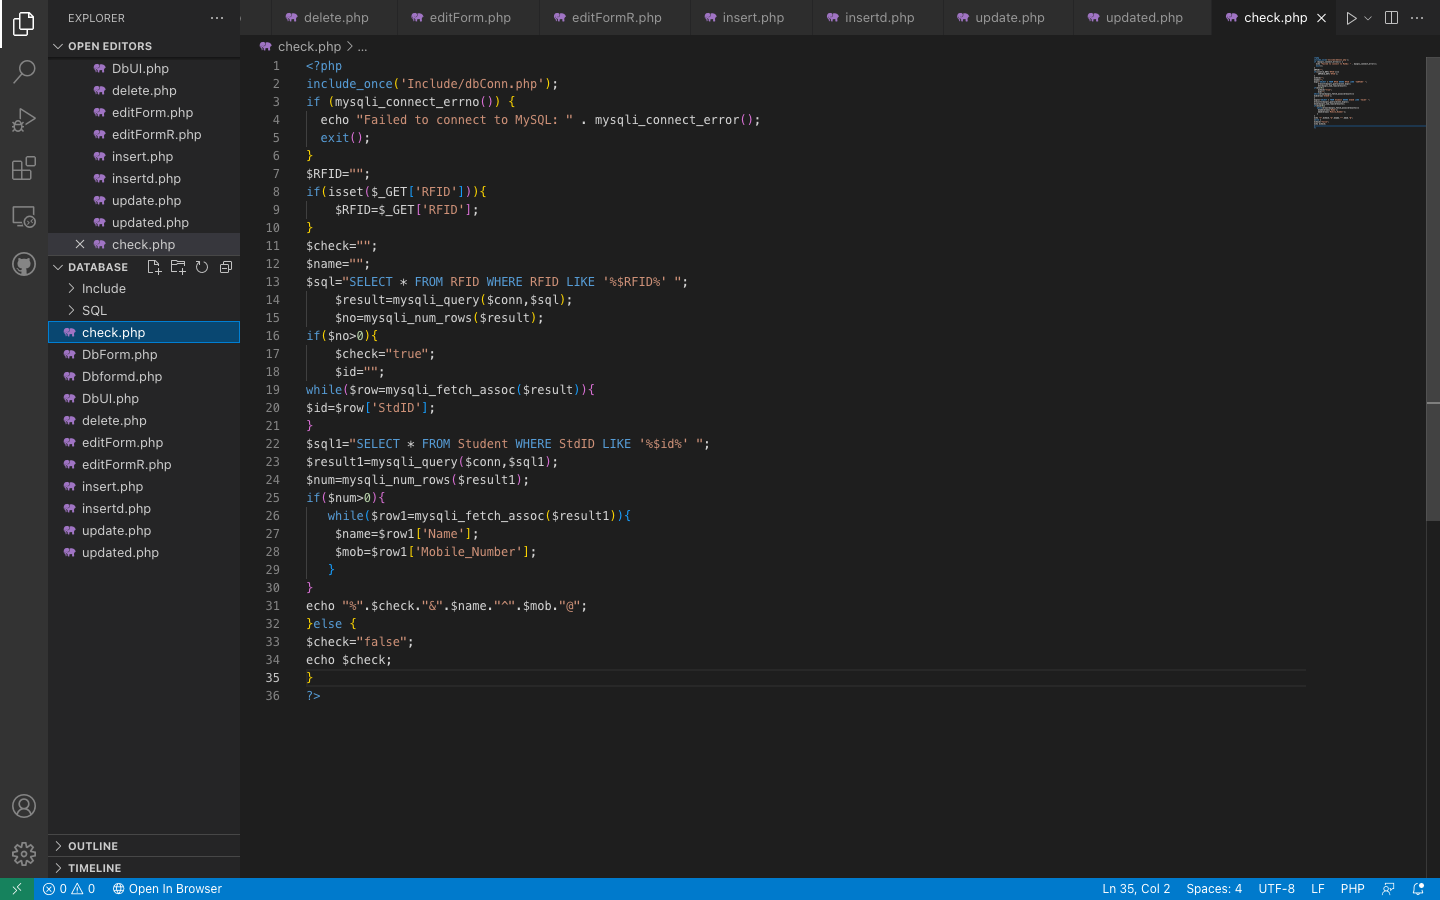 EXPLORER
OPEN EDITORS
DbUI.php
delete.php
editForm.php
editFormR.php
insert.php
insertd.php
update.php
updated.php
check.php
DATABASE
Include
SQL
check.php
DbForm.php
Dbformd.php
DbUI.php
delete.php
editForm.php
editFormR.php
insert.php
insertd.php
update.php
updated.php
OUTLINE
TIMELINE
delete.php editForm.php editFormR.php insert.php insertd.php update.php updated.php check.php
check.php > ...
1 <?php
2 include_once('Include/dbConn.php');
3 if (mysqli_connect_errno()) {
4 echo "Failed to connect to MySQL: " . mysqli_connect_error();
5 exit();
6 }
7 $RFID="";
8 if(isset($_GET['RFID'])){
9 $RFID=$_GET['RFID'];
10 }
11 $check="";
12 $name="";
13 $sql="SELECT * FROM RFID WHERE RFID LIKE '%$RFID%' ";
14 $result=mysqli_query($conn,$sql);
15 $no=mysqli_num_rows($result);
16 if($no>0){
17 $check="true";
18 $id="";
19 while($row=mysqli_fetch_assoc($result)){
20 $id=$row['StdID'];
21 }
22 $sql1="SELECT * FROM Student WHERE StdID LIKE '%$id%' ";
23 $result1=mysqli_query($conn,$sql1);
24 $num=mysqli_num_rows($result1);
25 if($num>0){
26 while($row1=mysqli_fetch_assoc($result1)){
27 $name=$row1['Name'];
28 $mob=$row1['Mobile_Number'];
29 }
30 }
31 echo "%".$check."&".$name."^".$mob."@";
32 }else {
33 $check="false";
34 echo $check;
35 }
36 ?>
0 0 Open In Browser Ln 35, Col 2 Spaces: 4 UTF-8 LF PHP